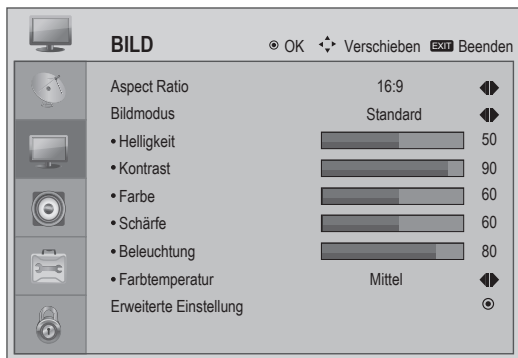 BILD OK Verschieben EXIT Beenden
Aspect Ratio 16:9
Bildmodus Standard
• Helligkeit 50
• Kontrast 90
• Farbe 60
• Schärfe 60
• Beleuchtung 80
• Farbtemperatur Mittel
Erweiterte Einstellung